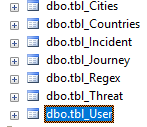 dbo.tbl_Cities
dbo.tbl_Countries
dbo.tbl_Incident
dbo.tbl_Journey
dbo.tbl_Regex
dbo.tbl_Threat
dbo.tbl_User